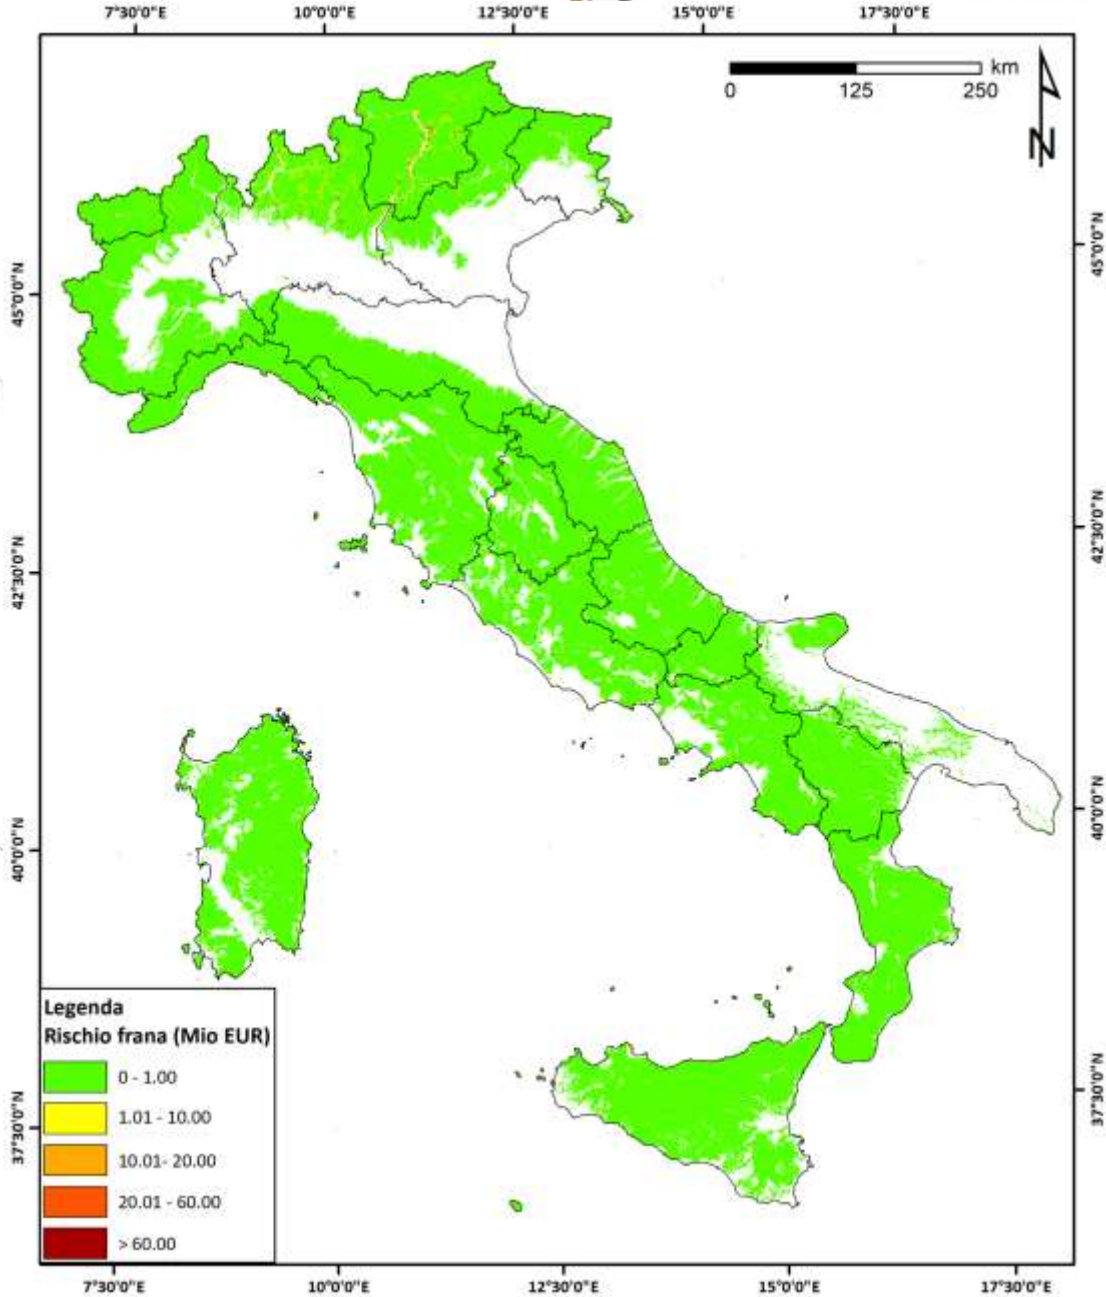 7°30'0"E 10°0'0"E 12°30'0"E 15°0'0"E 17°30'0"E
km
0 125 250
N
45°0'0"N
45°0'0"N
42°30'0"N
42°30'0"N
40°0'0"N
40°0'0"N
37°30'0"N
37°30'0"N
Legenda
Rischio frana (Mio EUR)
0 - 1.00
1.01 - 10.00
10.01- 20.00
20.01 - 60.00
> 60.00
7°30'0"E 10°0'0"E 12°30'0"E 15°0'0"E 17°30'0"E